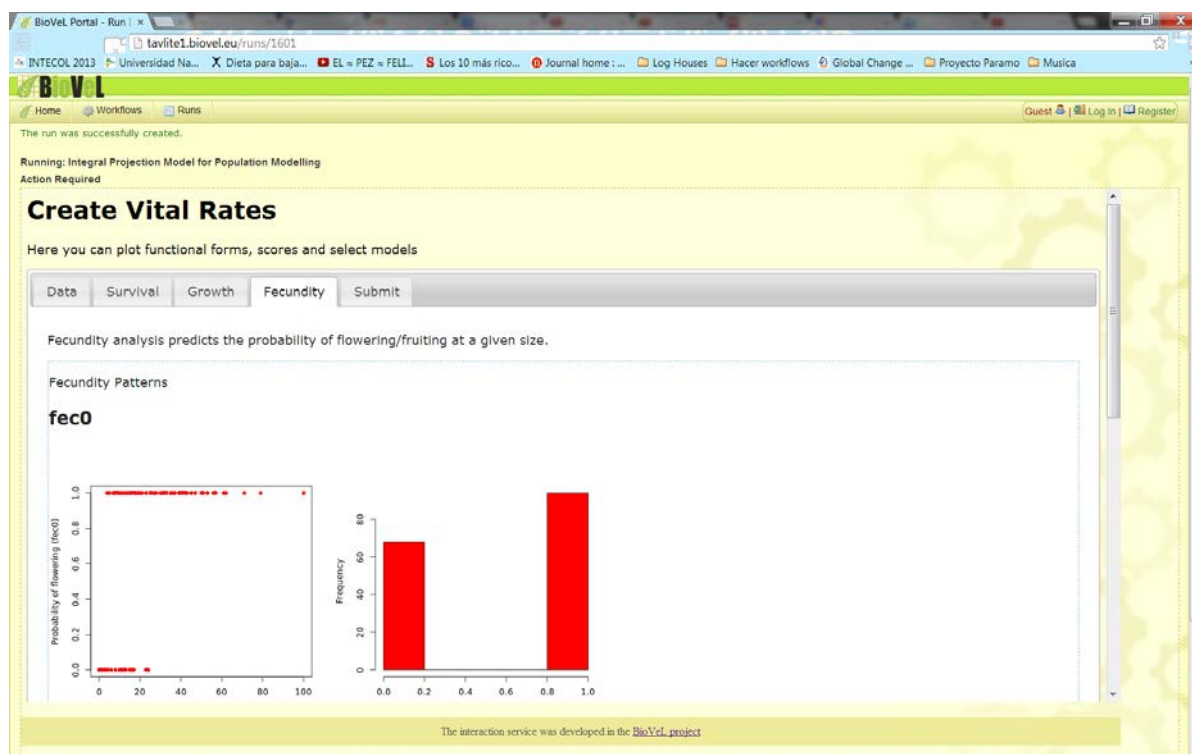 BioVeL Portal - Run I
tavlite1.biovel.eu/runs/1601
INTECOL 2013 Universidad Na... Dieta para baja... EL = PEZ = FELI... Los 10 más rico... Journal home : ... Log Houses Hacer workflows Global Change ... Proyecto Paramo Musica
BioVeL
Home Workflows Runs Guest | Log In | Register
The run was successfully created.
Running: Integral Projection Model for Population Modelling
Action Required
Create Vital Rates
Here you can plot functional forms, scores and select models
Data Survival Growth Fecundity Submit
Fecundity analysis predicts the probability of flowering/fruiting at a given size.
Fecundity Patterns
fec0
Probability of flowering (fec0)
1.0
0.8
0.6
0.4
0.2
0.0
0 20 40 60 80 100
Frequency
80
60
40
20
0
0.0 0.2 0.4 0.6 0.8 1.0
The interaction service was developed in the BioVeL project